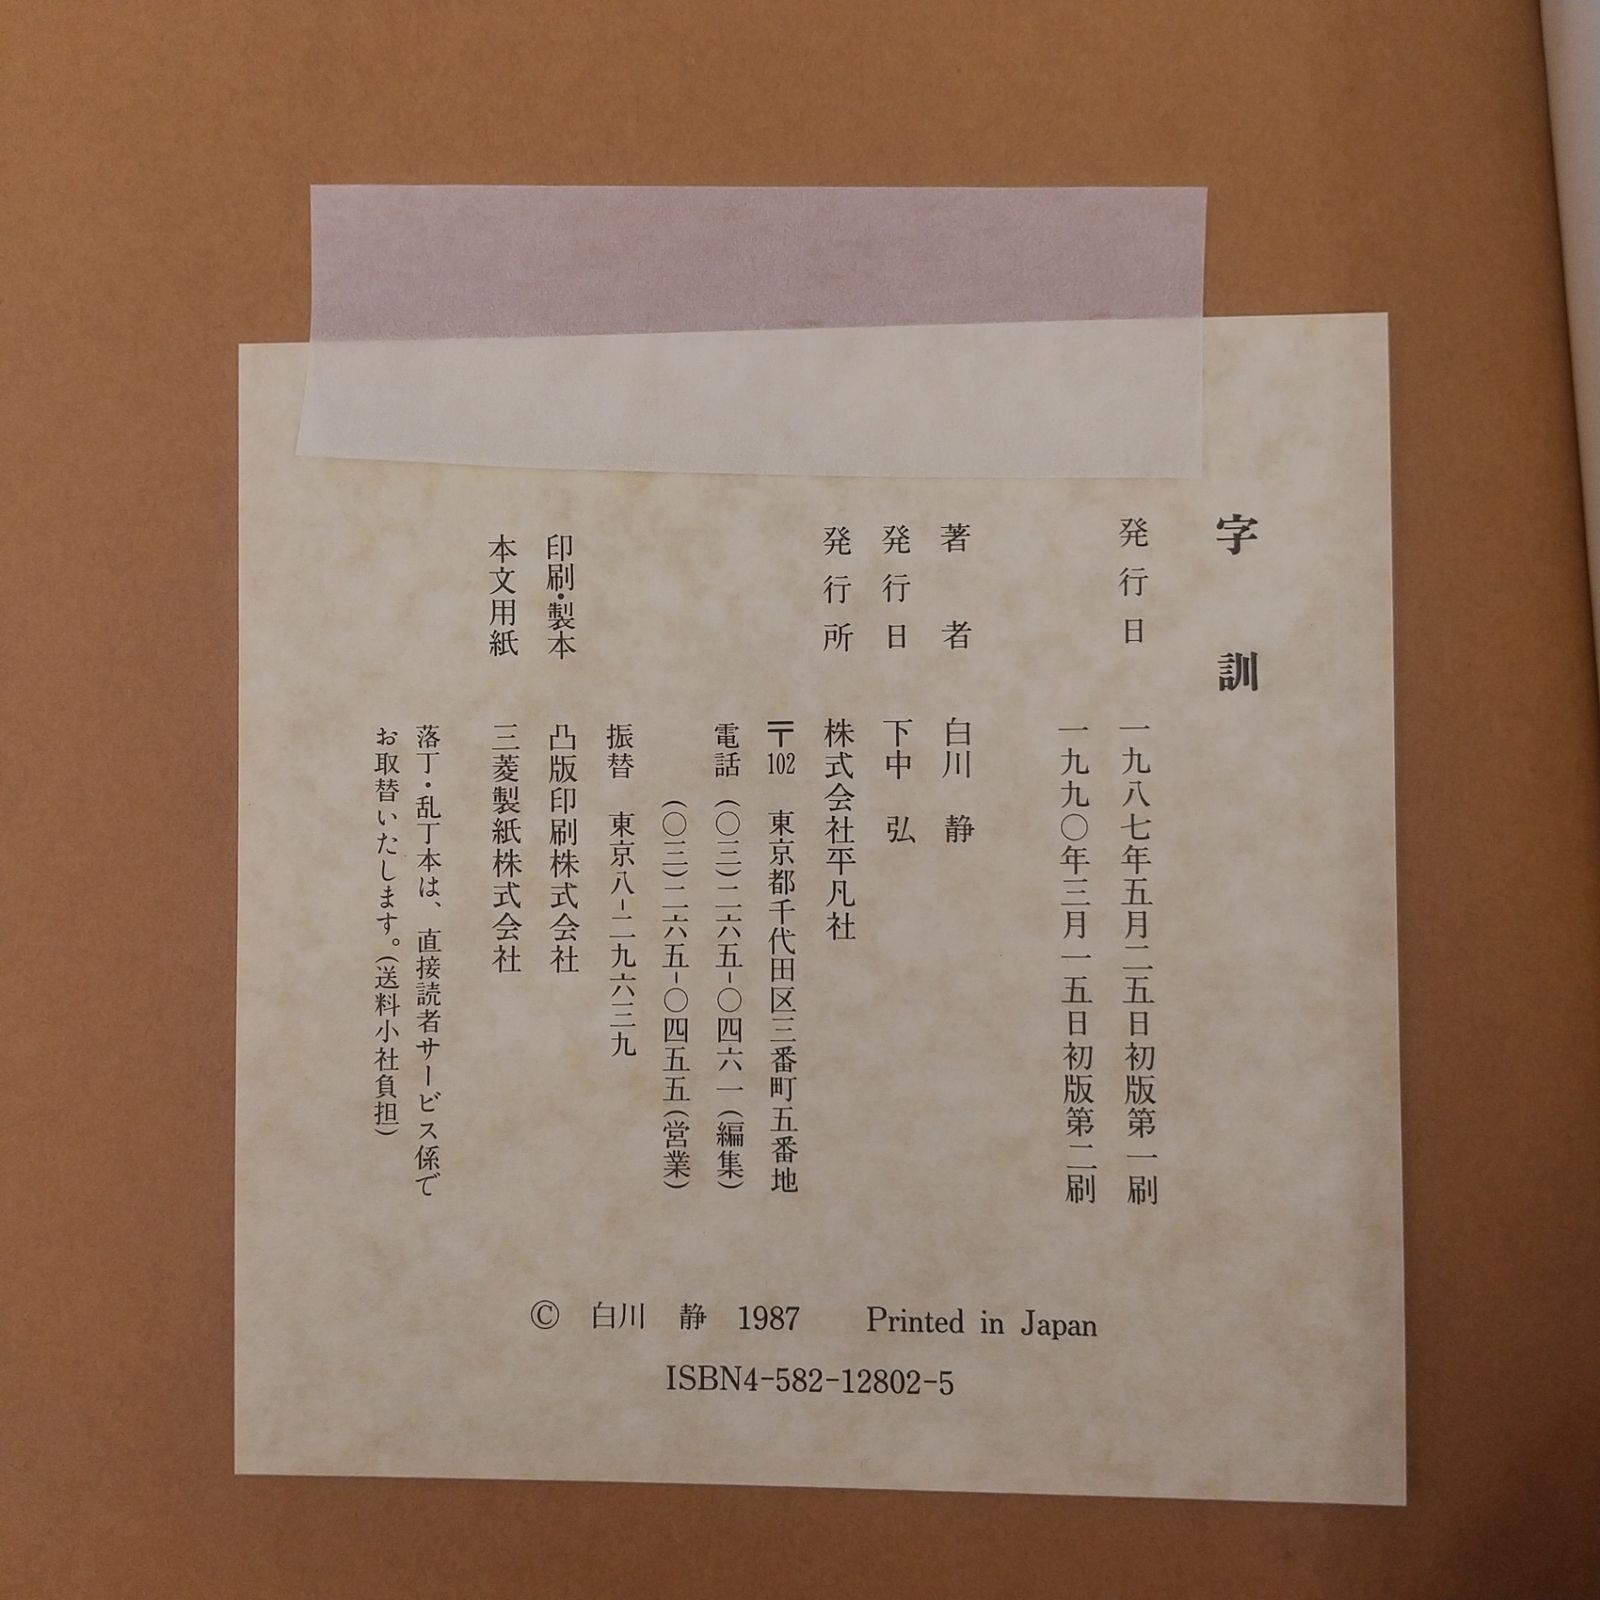 字訓
発行日 一九八七年五月二五日初版第一刷
一九九〇年三月一五日初版第二刷
著者 白川 静
発行日 下中 弘
発行所 株式会社平凡社
〒102 東京都千代田区三番町五番地
電話 (〇三)二六五-〇四六一(編集)
(〇三)二六五-〇四五五(営業)
振替 東京八-二九六三九
印刷・製本 凸版印刷株式会社
本文用紙 三菱製紙株式会社
落丁・乱丁本は、直接読者サービス係で
お取替いたします。(送料小社負担)
© 白川 静 1987 Printed in Japan
ISBN4-582-12802-5